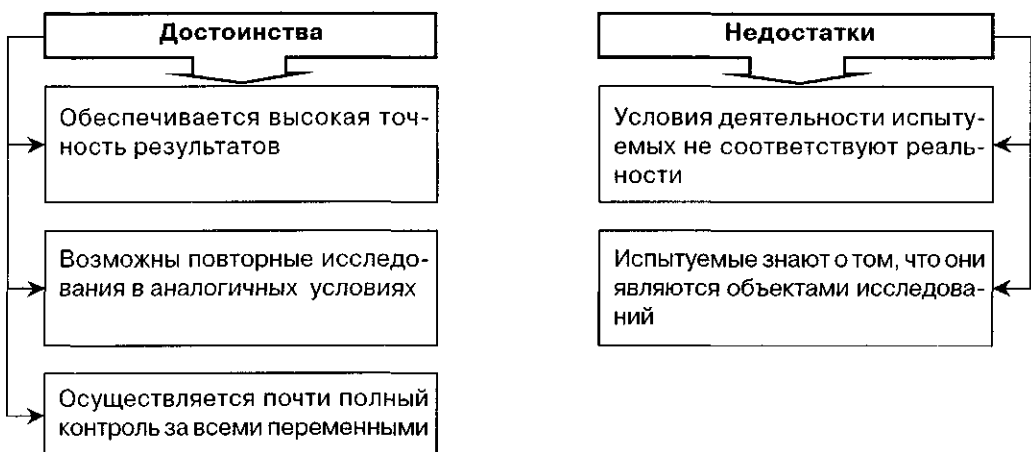 Достоинства
Обеспечивается высокая точ-
ность результатов
Возможны повторные исследо-
вания в аналогичных условиях
Осуществляется почти полный
контроль за всеми переменными
Недостатки
Условия деятельности испыту-
емых не соответствуют реаль-
ности
Испытуемые знают о том, что они
являются объектами исследова-
ний